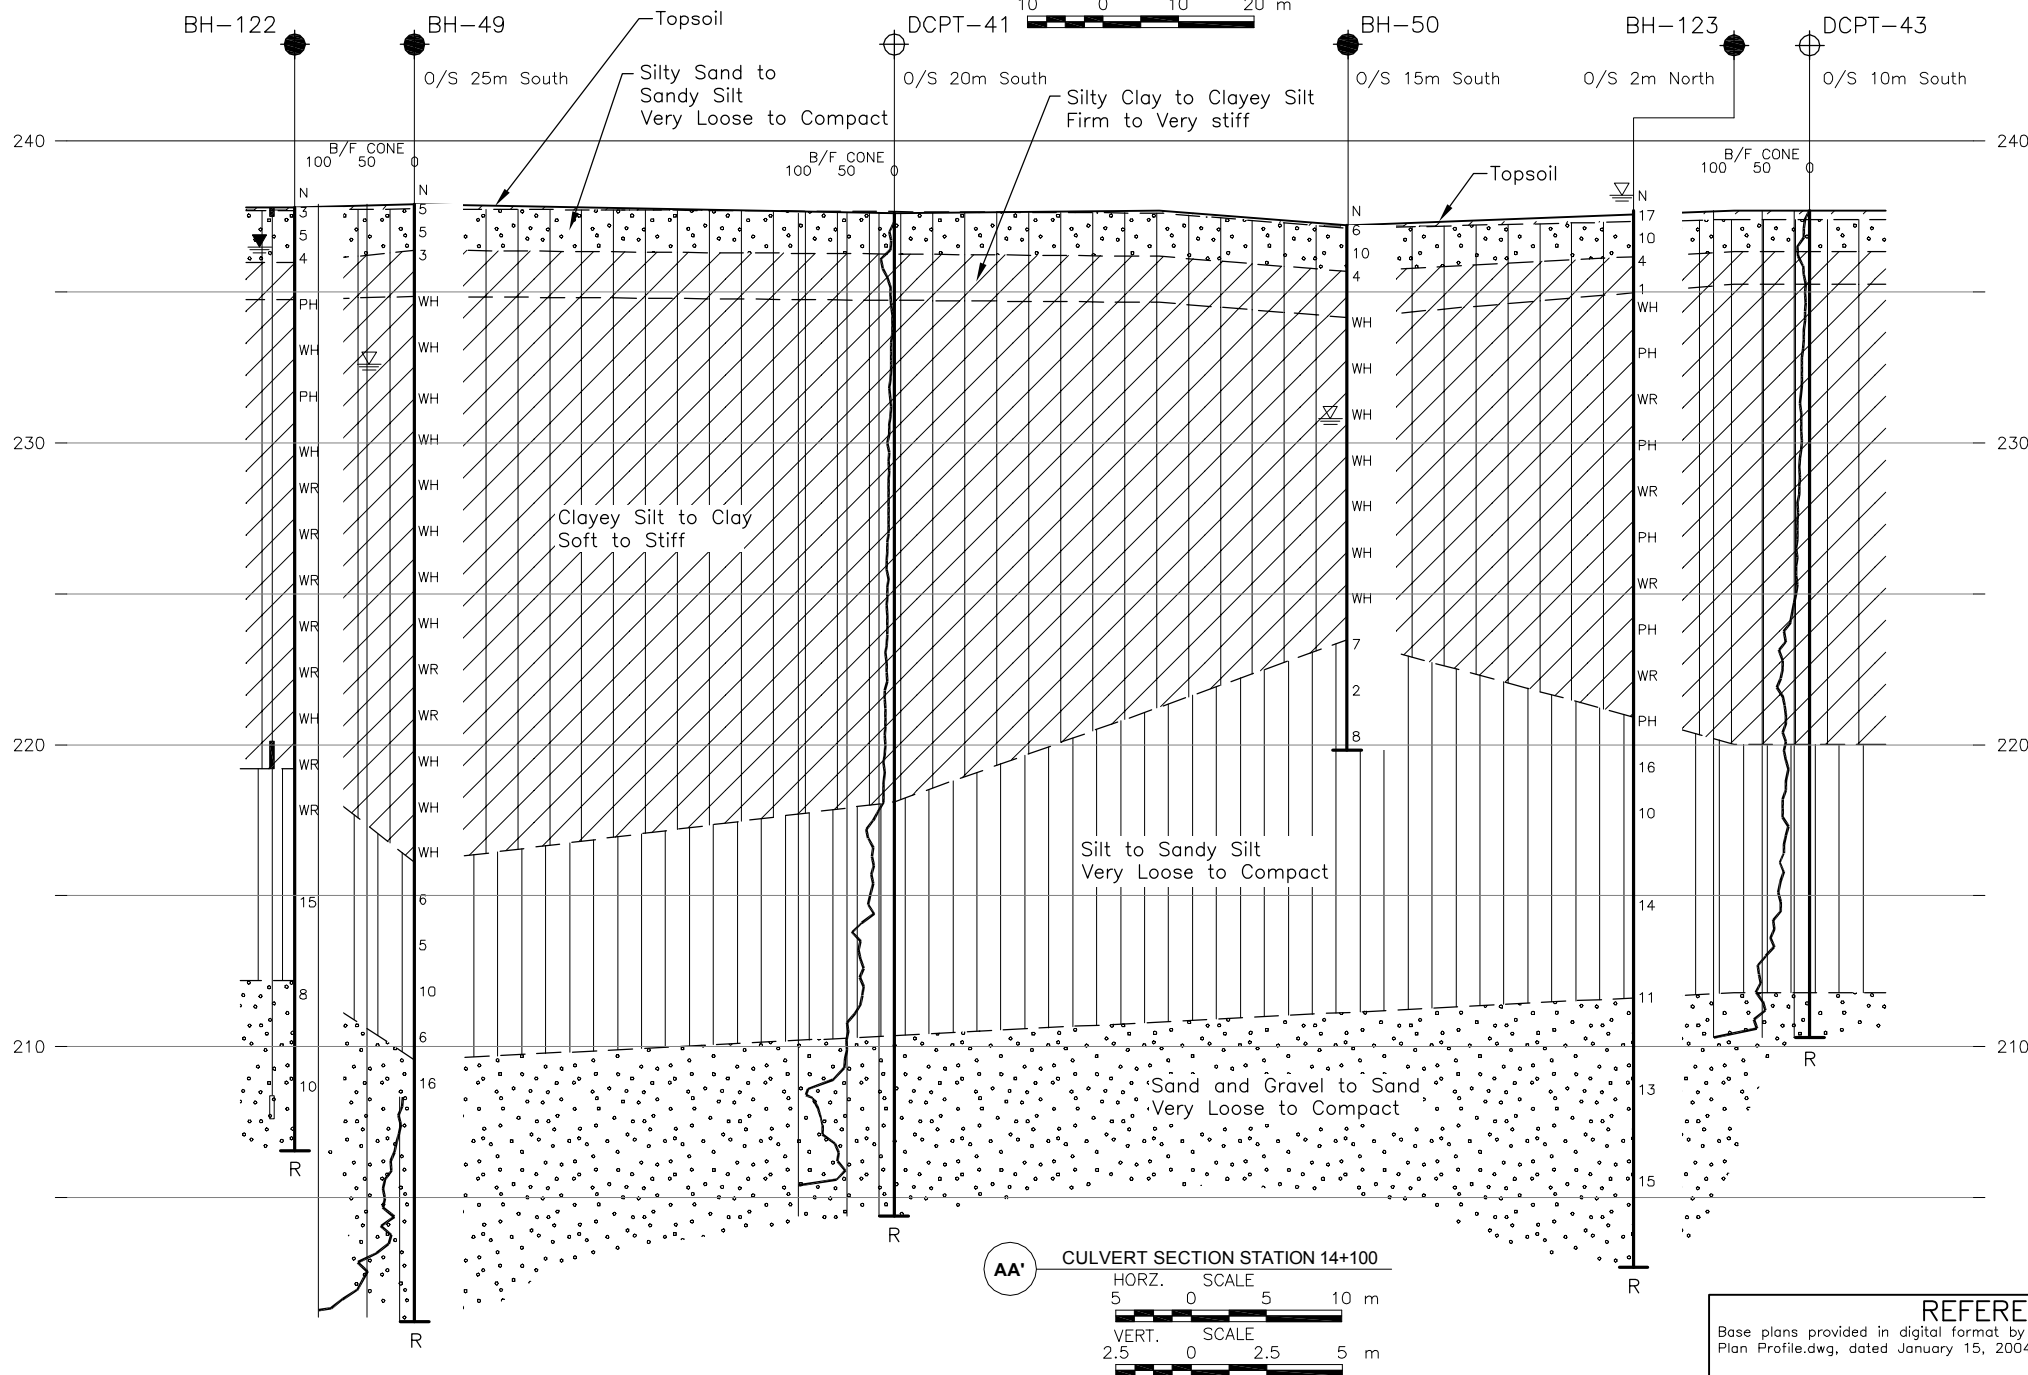 10 0 10 20 m
BH-122
BH-49
DCPT-41
BH-50
BH-123
DCPT-43
O/S 25m South
O/S 20m South
O/S 15m South
O/S 2m North
O/S 10m South
Topsoil
Silty Sand to
Sandy Silt
Very Loose to Compact
Silty Clay to Clayey Silt
Firm to Very stiff
Topsoil
240
240
B/F CONE
100 50 0
B/F CONE
100 50 0
B/F CONE
100 50 0
N
3
5
4
PH
WH
PH
WH
WR
WR
WR
WR
WR
WH
WR
WR
15
8
10
R
N
5
5
3
WH
WH
WH
WH
WH
WH
WH
WH
WR
WR
WH
WH
WH
6
5
10
6
16
R
R
N
6
10
4
WH
WH
WH
WH
WH
WH
WH
7
2
8
N
17
10
4
1
WH
PH
WR
PH
WR
PH
WR
PH
WR
PH
16
10
14
11
13
15
R
R
230
230
Clayey Silt to Clay
Soft to Stiff
220
220
Silt to Sandy Silt
Very Loose to Compact
210
210
Sand and Gravel to Sand
Very Loose to Compact
AA'
CULVERT SECTION STATION 14+100
HORZ. SCALE
5 0 5 10 m
VERT. SCALE
2.5 0 2.5 5 m
REFERE
Base plans provided in digital format by
Plan Profile.dwg, dated January 15, 2004